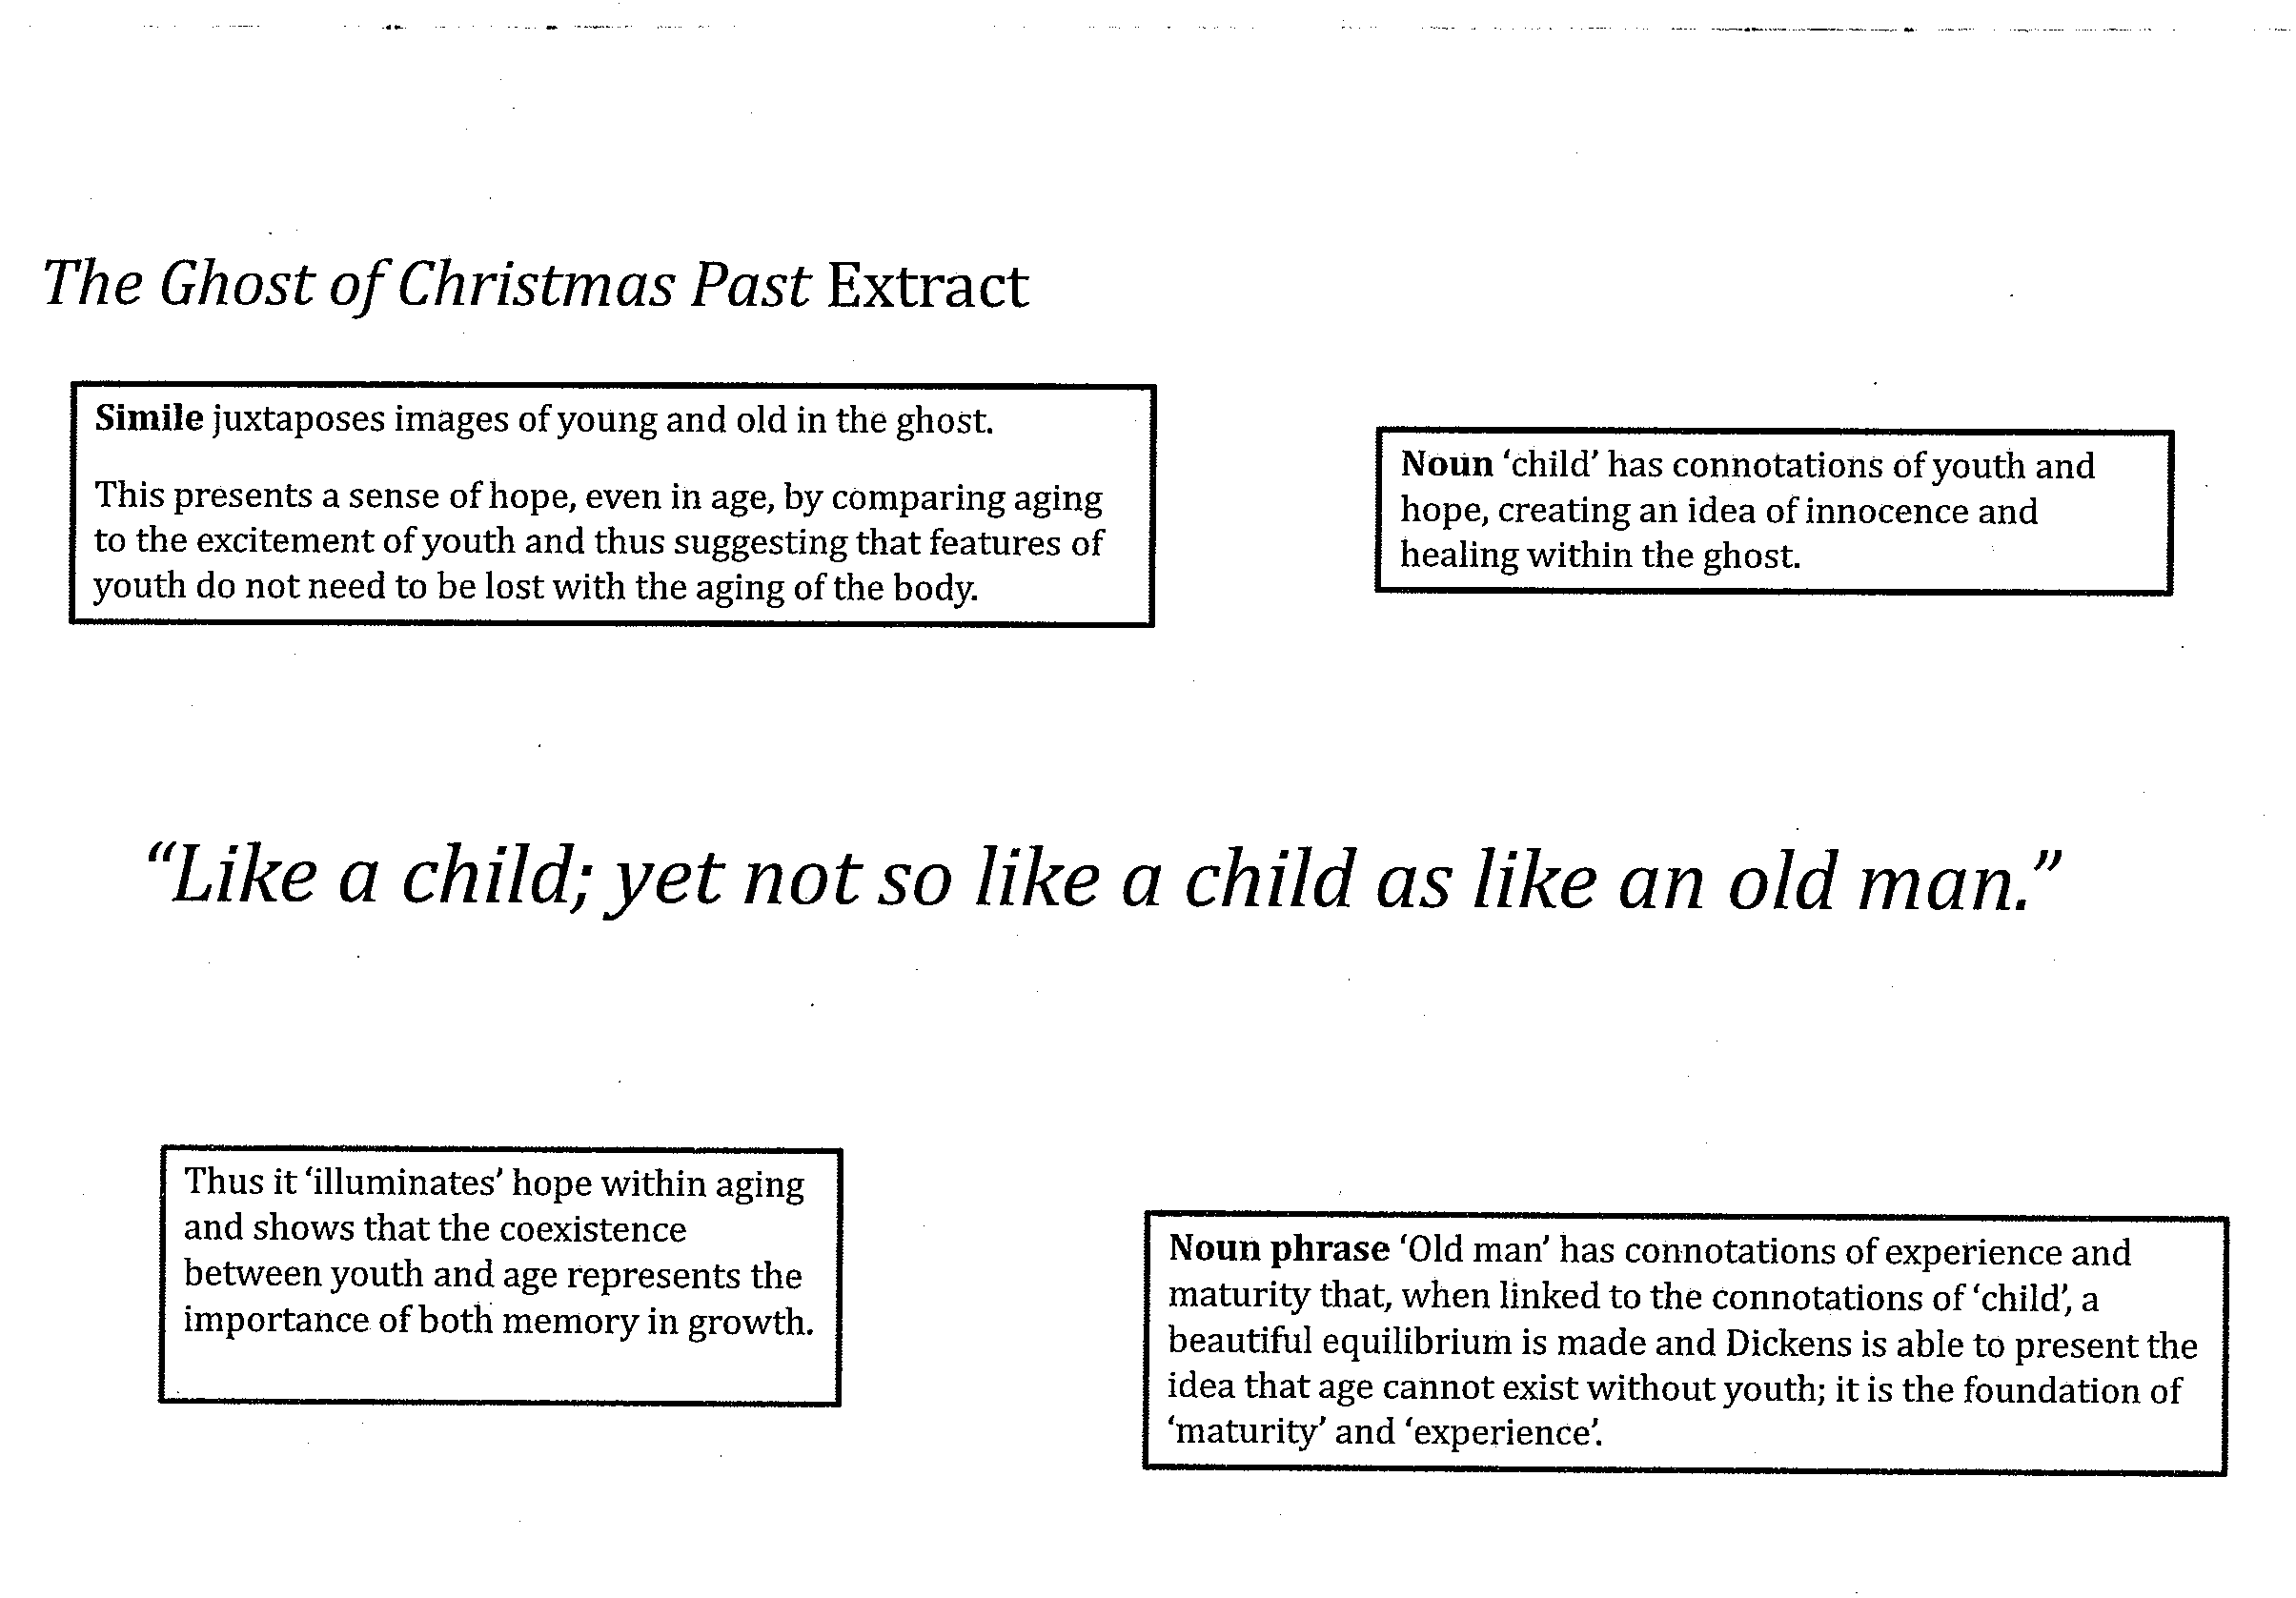 The Ghost of Christmas Past Extract
Simile juxtaposes images of young and old in the ghost.
This presents a sense of hope, even in age, by comparing aging
to the excitement of youth and thus suggesting that features of
youth do not need to be lost with the aging of the body.
Noun ‘child’ has connotations of youth and
hope, creating an idea of innocence and
healing within the ghost.
“Like a child; yet not so like a child as like an old man.”
Thus it ‘illuminates’ hope within aging
and shows that the coexistence
between youth and age represents the
importance of both memory in growth.
Noun phrase ‘Old man’ has connotations of experience and
maturity that, when linked to the connotations of ‘child’, a
beautiful equilibrium is made and Dickens is able to present the
idea that age cannot exist without youth; it is the foundation of
‘maturity’ and ‘experience’.